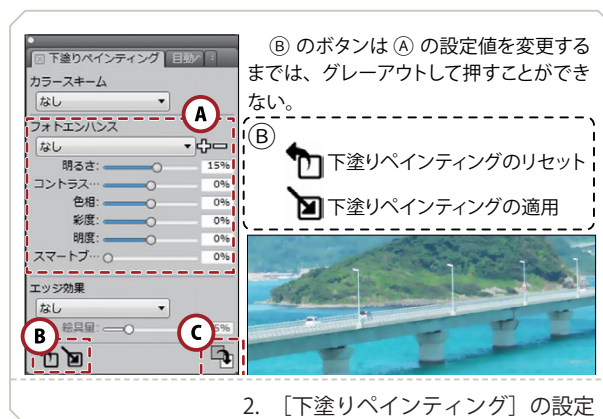 下塗りペインティング 自動
カラースキーム
なし
A
フォトエンハンス
なし
明るさ: 15%
コントラス… 0%
色相: 0%
彩度: 0%
明度: 0%
スマートブ… 0%
エッジ効果
なし
絵具量: 5%
B
C
Ⓑ のボタンは Ⓐ の設定値を変更する
までは、グレーアウトして押すことができ
ない。
Ⓑ
下塗りペインティングのリセット
下塗りペインティングの適用
2. ［下塗りペインティング］の設定